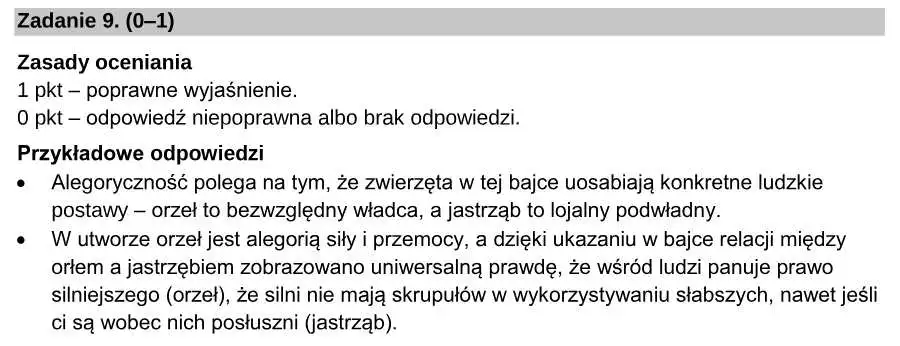 Zadanie 9. (0–1)
Zasady oceniania
1 pkt – poprawne wyjaśnienie.
0 pkt – odpowiedź niepoprawna albo brak odpowiedzi.
Przykładowe odpowiedzi
• Alegoryczność polega na tym, że zwierzęta w tej bajce uosabiają konkretne ludzkie
postawy – orzeł to bezwzględny władca, a jastrząb to lojalny podwładny.
• W utworze orzeł jest alegorią siły i przemocy, a dzięki ukazaniu w bajce relacji między
orłem a jastrzębiem zobrazowano uniwersalną prawdę, że wśród ludzi panuje prawo
silniejszego (orzeł), że silni nie mają skrupułów w wykorzystywaniu słabszych, nawet jeśli
ci są wobec nich posłuszni (jastrząb).